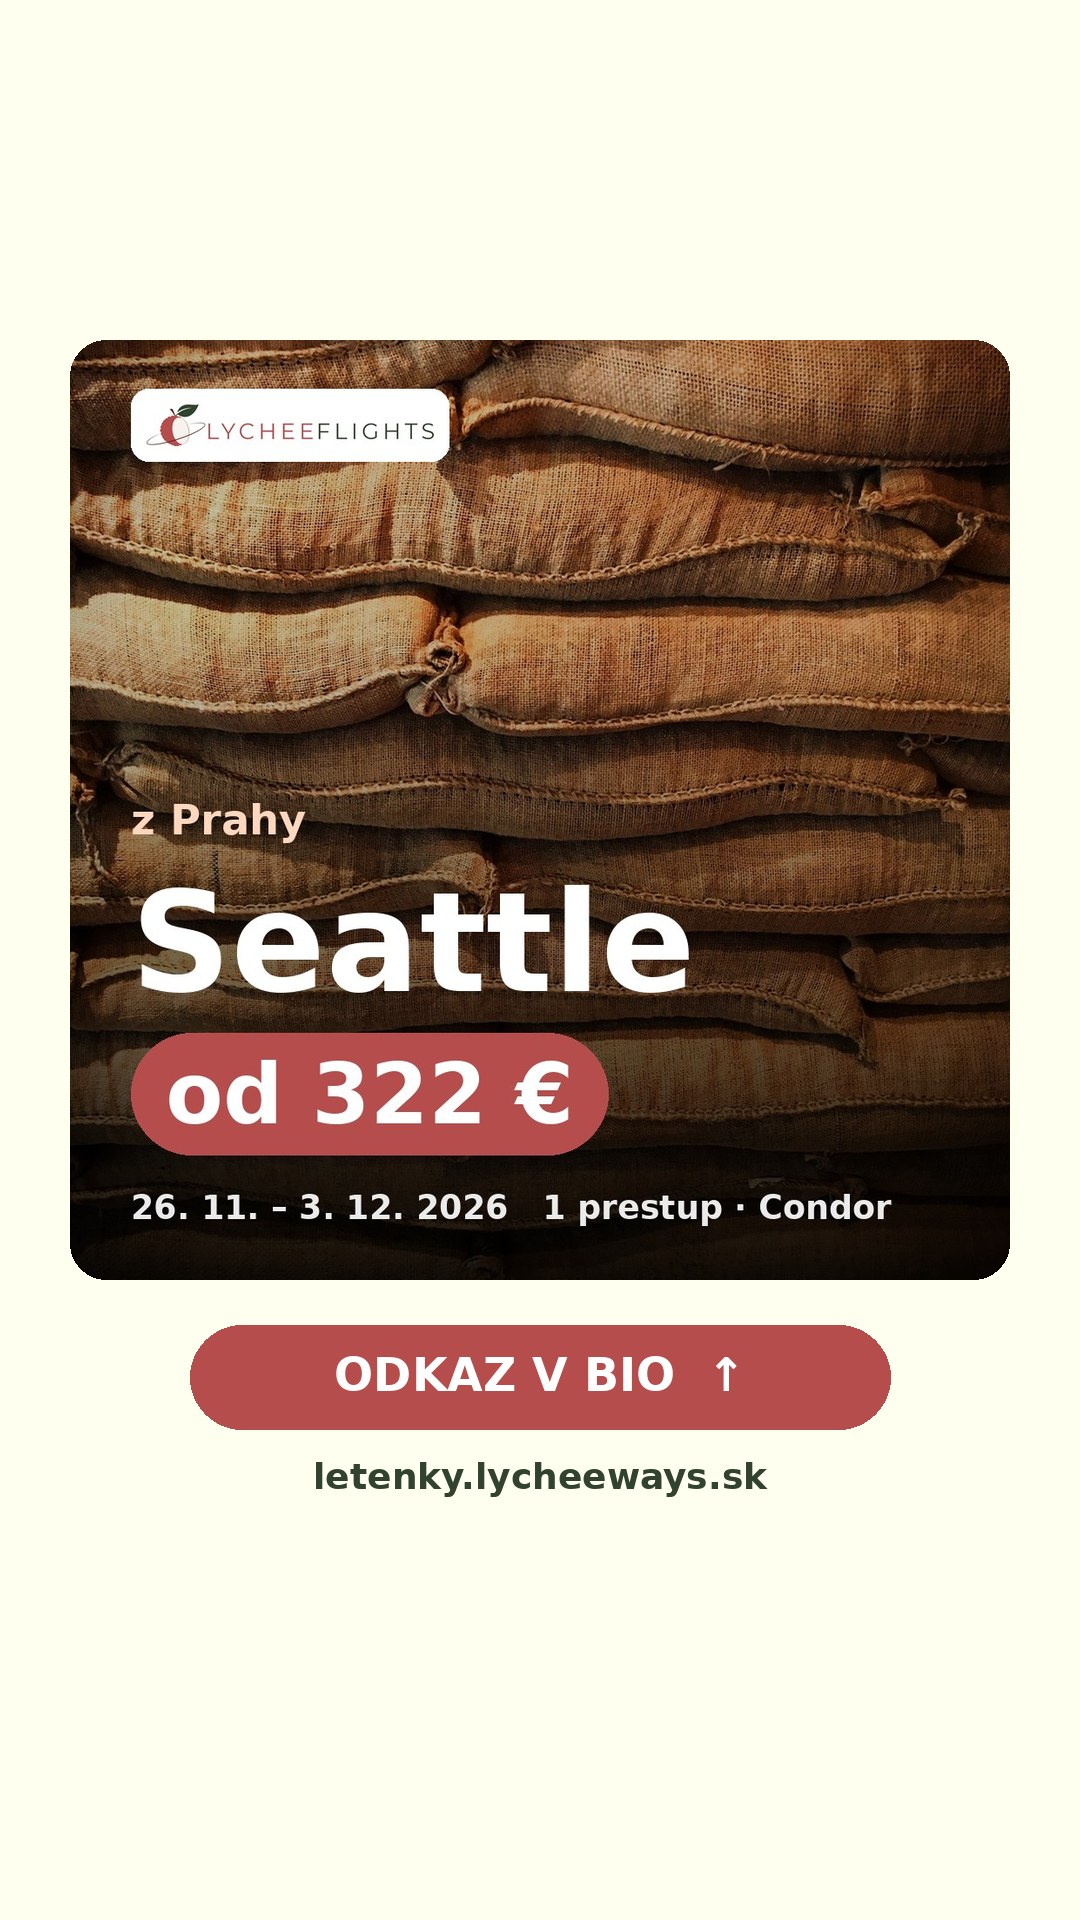 LYCHEEFLIGHTS
z Prahy
Seattle
od 322 €
26. 11. – 3. 12. 2026 1 prestup · Condor
ODKAZ V BIO ↑
letenky.lycheeways.sk